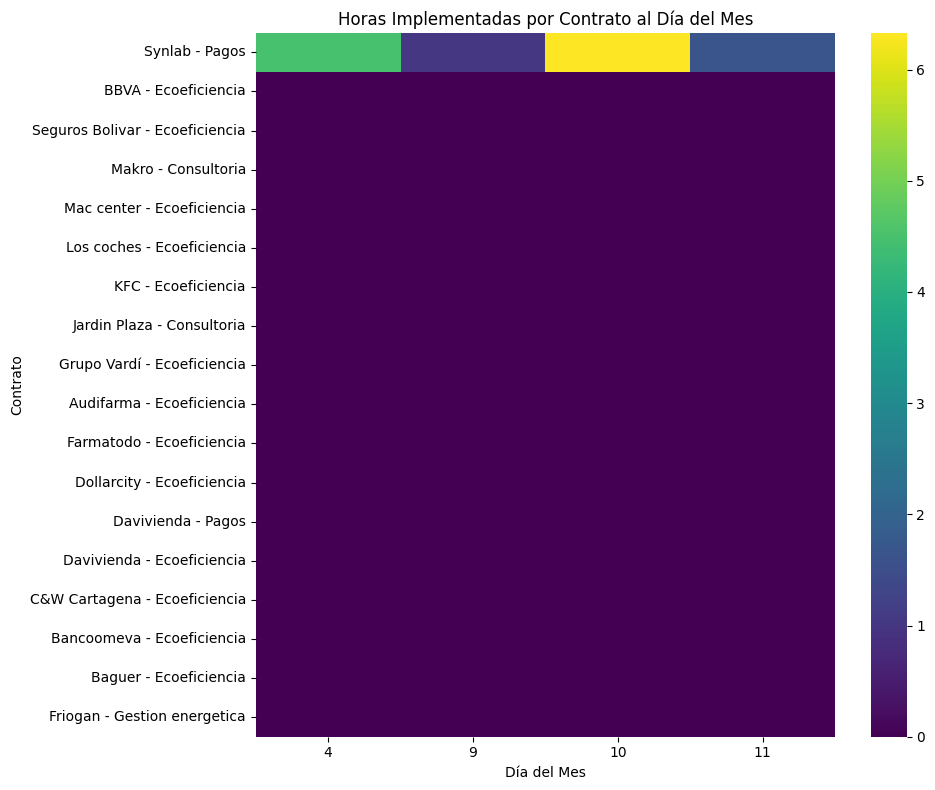 Horas Implementadas por Contrato al Día del Mes
Synlab - Pagos
BBVA - Ecoeficiencia
Seguros Bolivar - Ecoeficiencia
Makro - Consultoria
Mac center - Ecoeficiencia
Los coches - Ecoeficiencia
KFC - Ecoeficiencia
Jardin Plaza - Consultoria
Grupo Vardí - Ecoeficiencia
Audifarma - Ecoeficiencia
Farmatodo - Ecoeficiencia
Dollarcity - Ecoeficiencia
Davivienda - Pagos
Davivienda - Ecoeficiencia
C&W Cartagena - Ecoeficiencia
Bancoomeva - Ecoeficiencia
Baguer - Ecoeficiencia
Friogan - Gestion energetica
Contrato
4 9 10 11
Día del Mes
6
5
4
3
2
1
0